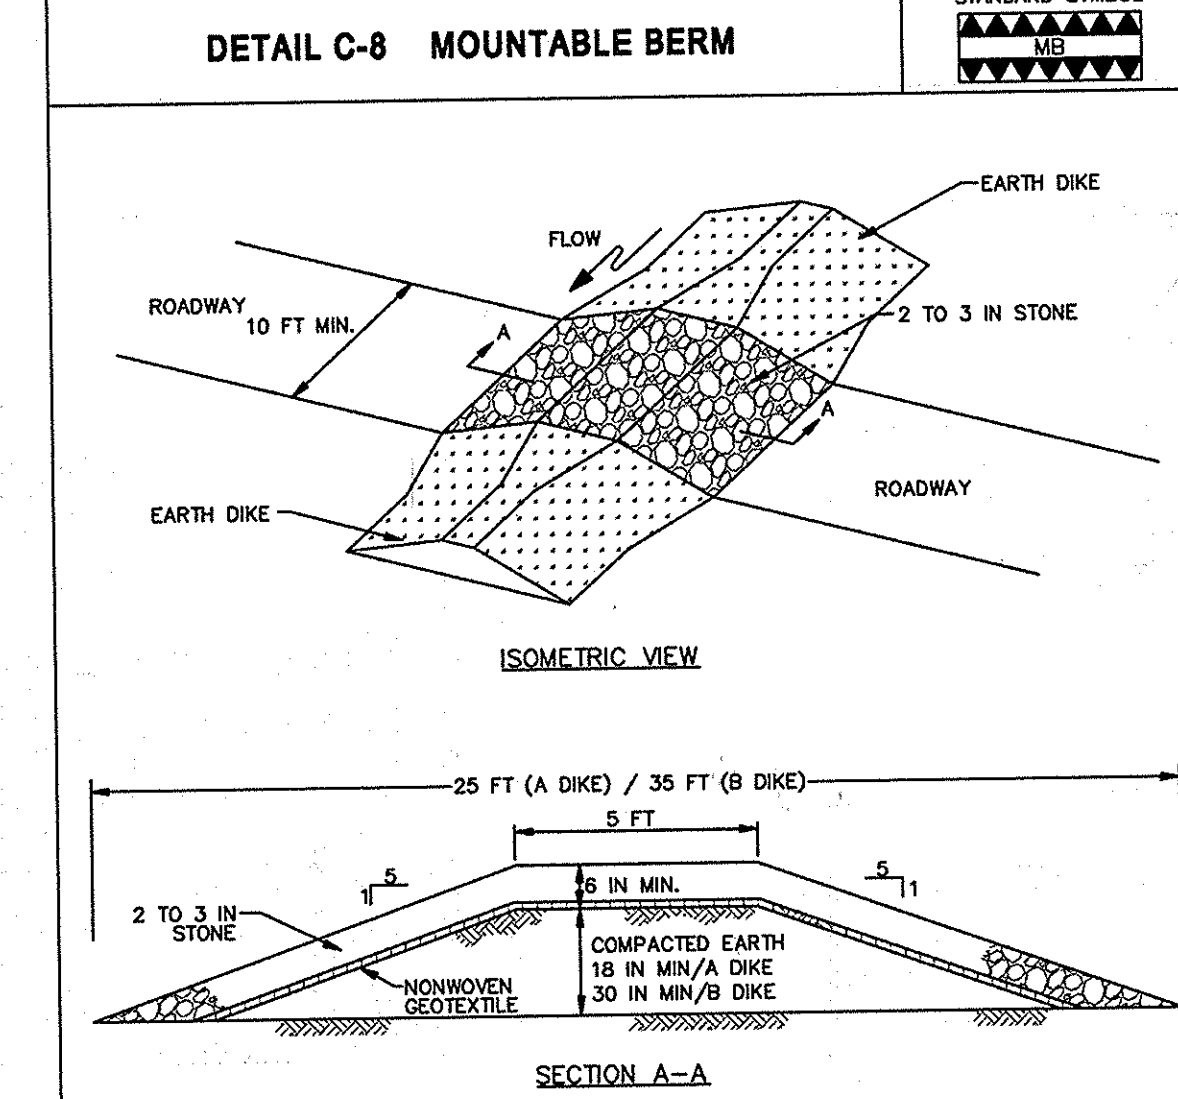 DETAIL C-8 MOUNTABLE BERM
STANDARD SYMBOL
MB
EARTH DIKE
FLOW
ROADWAY
10 FT MIN.
2 TO 3 IN STONE
A
A
ROADWAY
EARTH DIKE
ISOMETRIC VIEW
25 FT (A DIKE) / 35 FT (B DIKE)
5 FT
5
1
6 IN MIN.
5
1
2 TO 3 IN
STONE
COMPACTED EARTH
18 IN MIN/A DIKE
30 IN MIN/B DIKE
NONWOVEN
GEOTEXTILE
SECTION A-A